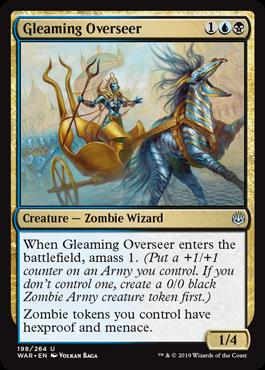 Gleaming Overseer 1
Creature — Zombie Wizard
When Gleaming Overseer enters the
battlefield, amass 1. (Put a +1/+1
counter on an Army you control. If you
don't control one, create a 0/0 black
Zombie Army creature token first.)
Zombie tokens you control have
hexproof and menace.
1/4
198/264 U
WAR • EN Volkan Baga ™ & © 2019 Wizards of the Coast